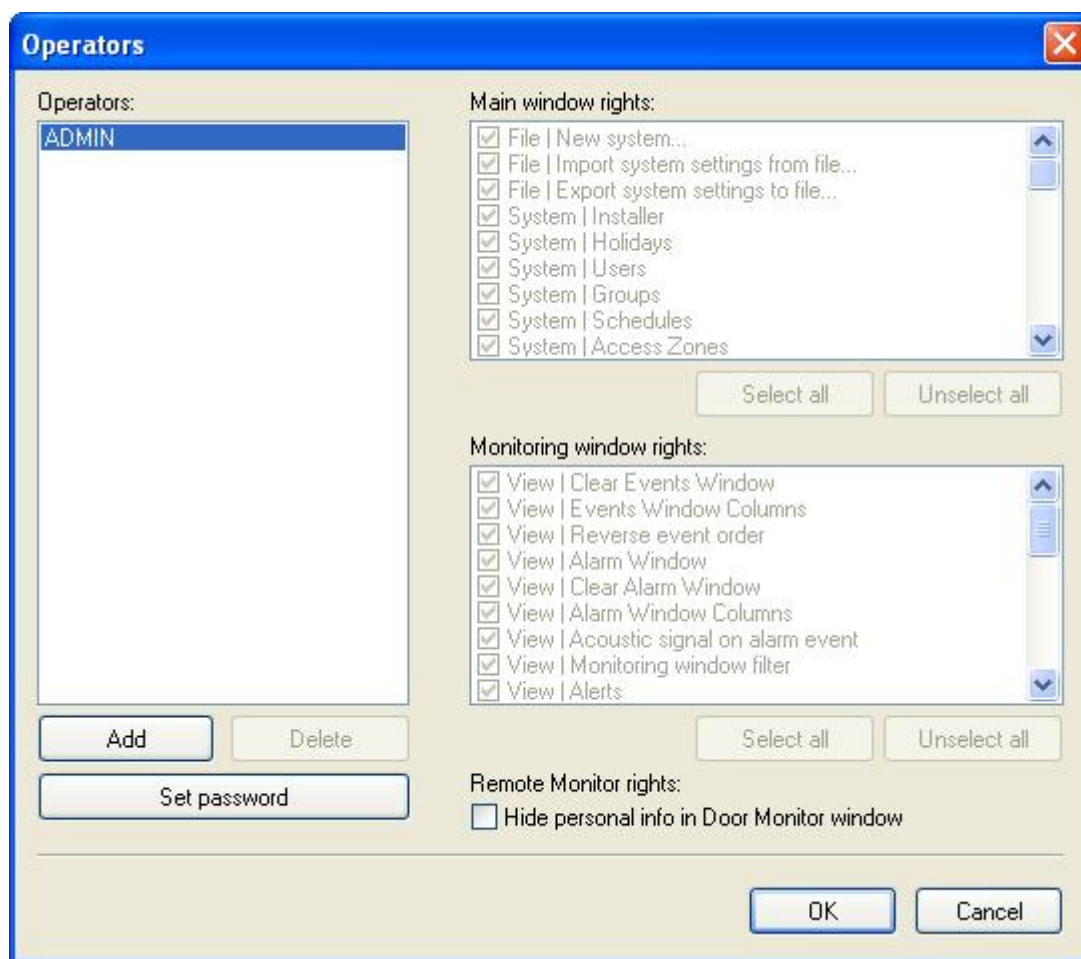 Operators
Operators:
ADMIN
Add
Delete
Set password
Main window rights:
File | New system...
File | Import system settings from file...
File | Export system settings to file...
System | Installer
System | Holidays
System | Users
System | Groups
System | Schedules
System | Access Zones
Select all
Unselect all
Monitoring window rights:
View | Clear Events Window
View | Events Window Columns
View | Reverse event order
View | Alarm Window
View | Clear Alarm Window
View | Alarm Window Columns
View | Acoustic signal on alarm event
View | Monitoring window filter
View | Alerts
Select all
Unselect all
Remote Monitor rights:
Hide personal info in Door Monitor window
OK
Cancel